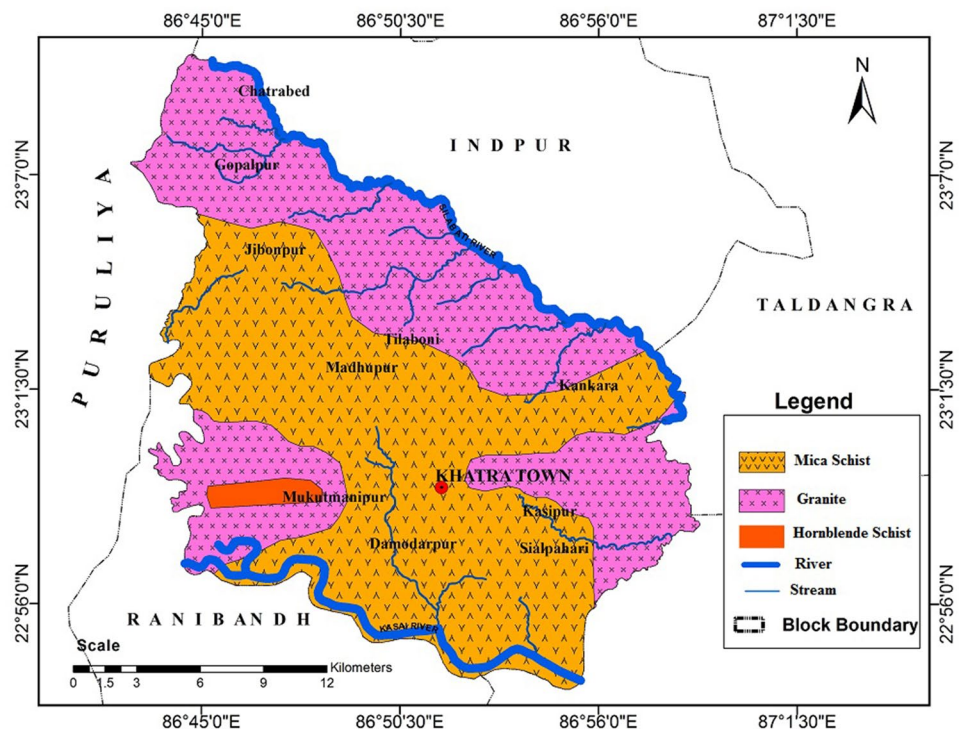 86°45'0"E 86°50'30"E 86°56'0"E 87°1'30"E
N
Chatrabed
INDPUR
Gopalpur
23°7'0"N 23°7'0"N
PURULIYA
SILABATI RIVER
Jibonpur
TALDANGRA
Tilaboni
Madhupur
Kankara
23°1'30"N 23°1'30"N
Legend
Mica Schist
KHATRA TOWN
Mukutmanipur
Granite
Kasipur
Hornblende Schist
Damodarpur
Sialpahari
River
Stream
22°56'0"N 22°56'0"N
RANIBANDH
KASAI RIVER
Block Boundary
Scale
Kilometers
0 1.5 3 6 9 12
86°45'0"E 86°50'30"E 86°56'0"E 87°1'30"E